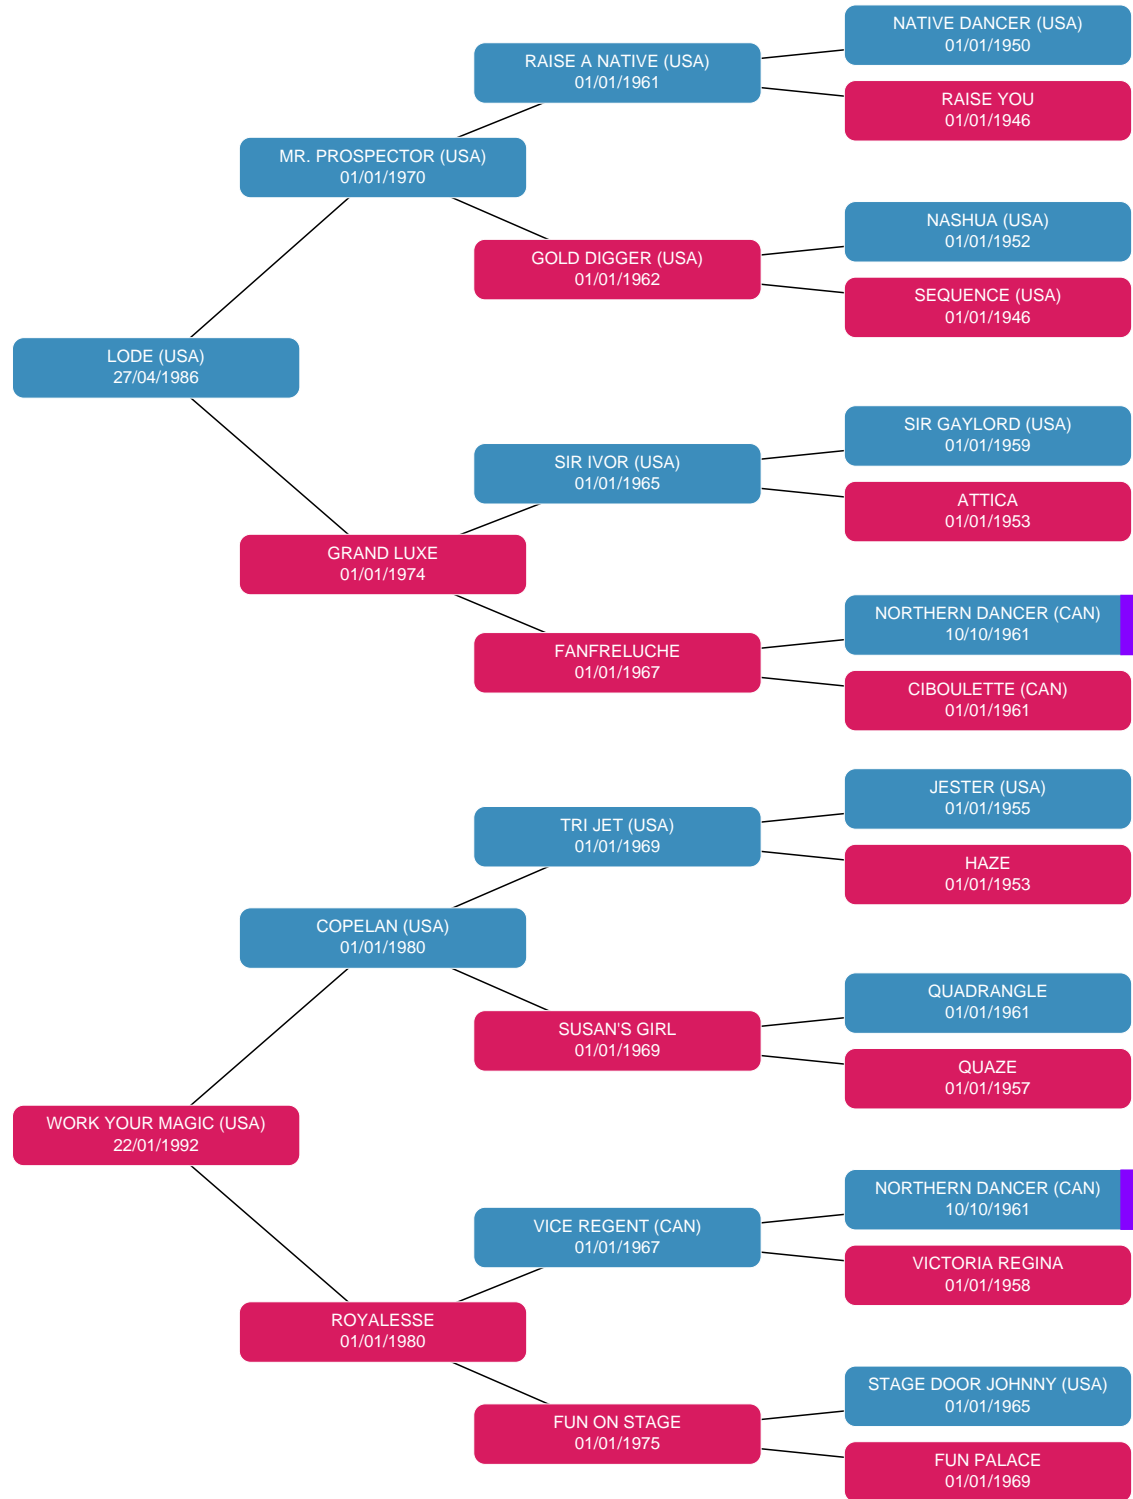 NATIVE DANCER (USA)
01/01/1950
RAISE A NATIVE (USA)
01/01/1961
RAISE YOU
01/01/1946
MR. PROSPECTOR (USA)
01/01/1970
NASHUA (USA)
01/01/1952
GOLD DIGGER (USA)
01/01/1962
SEQUENCE (USA)
01/01/1946
LODE (USA)
27/04/1986
SIR GAYLORD (USA)
01/01/1959
SIR IVOR (USA)
01/01/1965
ATTICA
01/01/1953
GRAND LUXE
01/01/1974
NORTHERN DANCER (CAN)
10/10/1961
FANFRELUCHE
01/01/1967
CIBOULETTE (CAN)
01/01/1961
JESTER (USA)
01/01/1955
TRI JET (USA)
01/01/1969
HAZE
01/01/1953
COPELAN (USA)
01/01/1980
QUADRANGLE
01/01/1961
SUSAN'S GIRL
01/01/1969
QUAZE
01/01/1957
WORK YOUR MAGIC (USA)
22/01/1992
NORTHERN DANCER (CAN)
10/10/1961
VICE REGENT (CAN)
01/01/1967
VICTORIA REGINA
01/01/1958
ROYALESSE
01/01/1980
STAGE DOOR JOHNNY (USA)
01/01/1965
FUN ON STAGE
01/01/1975
FUN PALACE
01/01/1969